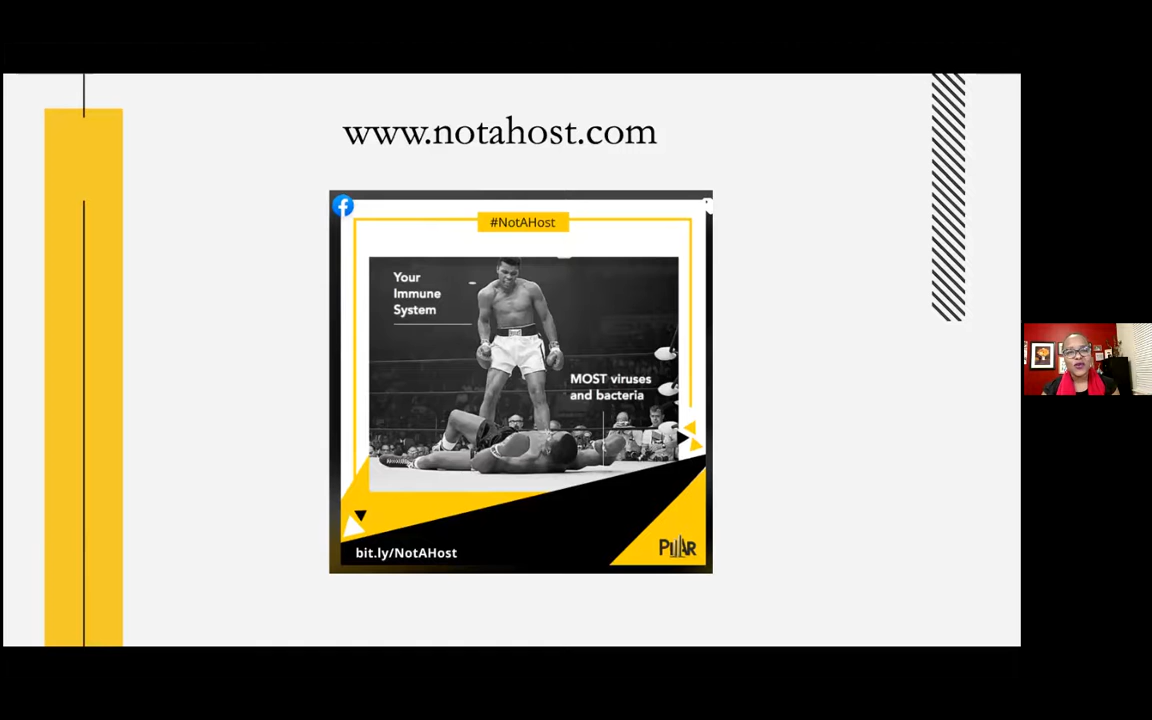 www.notahost.com
#NotAHost
Your
Immune
System
MOST viruses
and bacteria
bit.ly/NotAHost
PILLAR